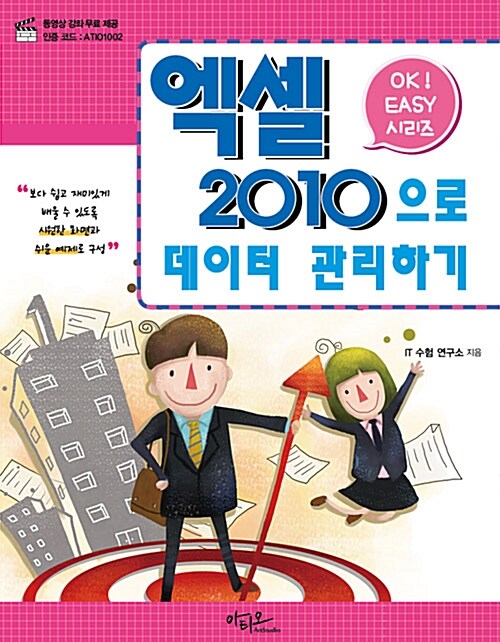 동영상 강좌 무료 제공
인증 코드 : ATIO1002
엑셀
2010으로
데이터 관리하기
OK!
EASY
시리즈
“보다 쉽고 재미있게
배울 수 있도록
시원한 화면과
쉬운 예제로 구성”
IT 수험 연구소 지음
아티오
ArtStudio